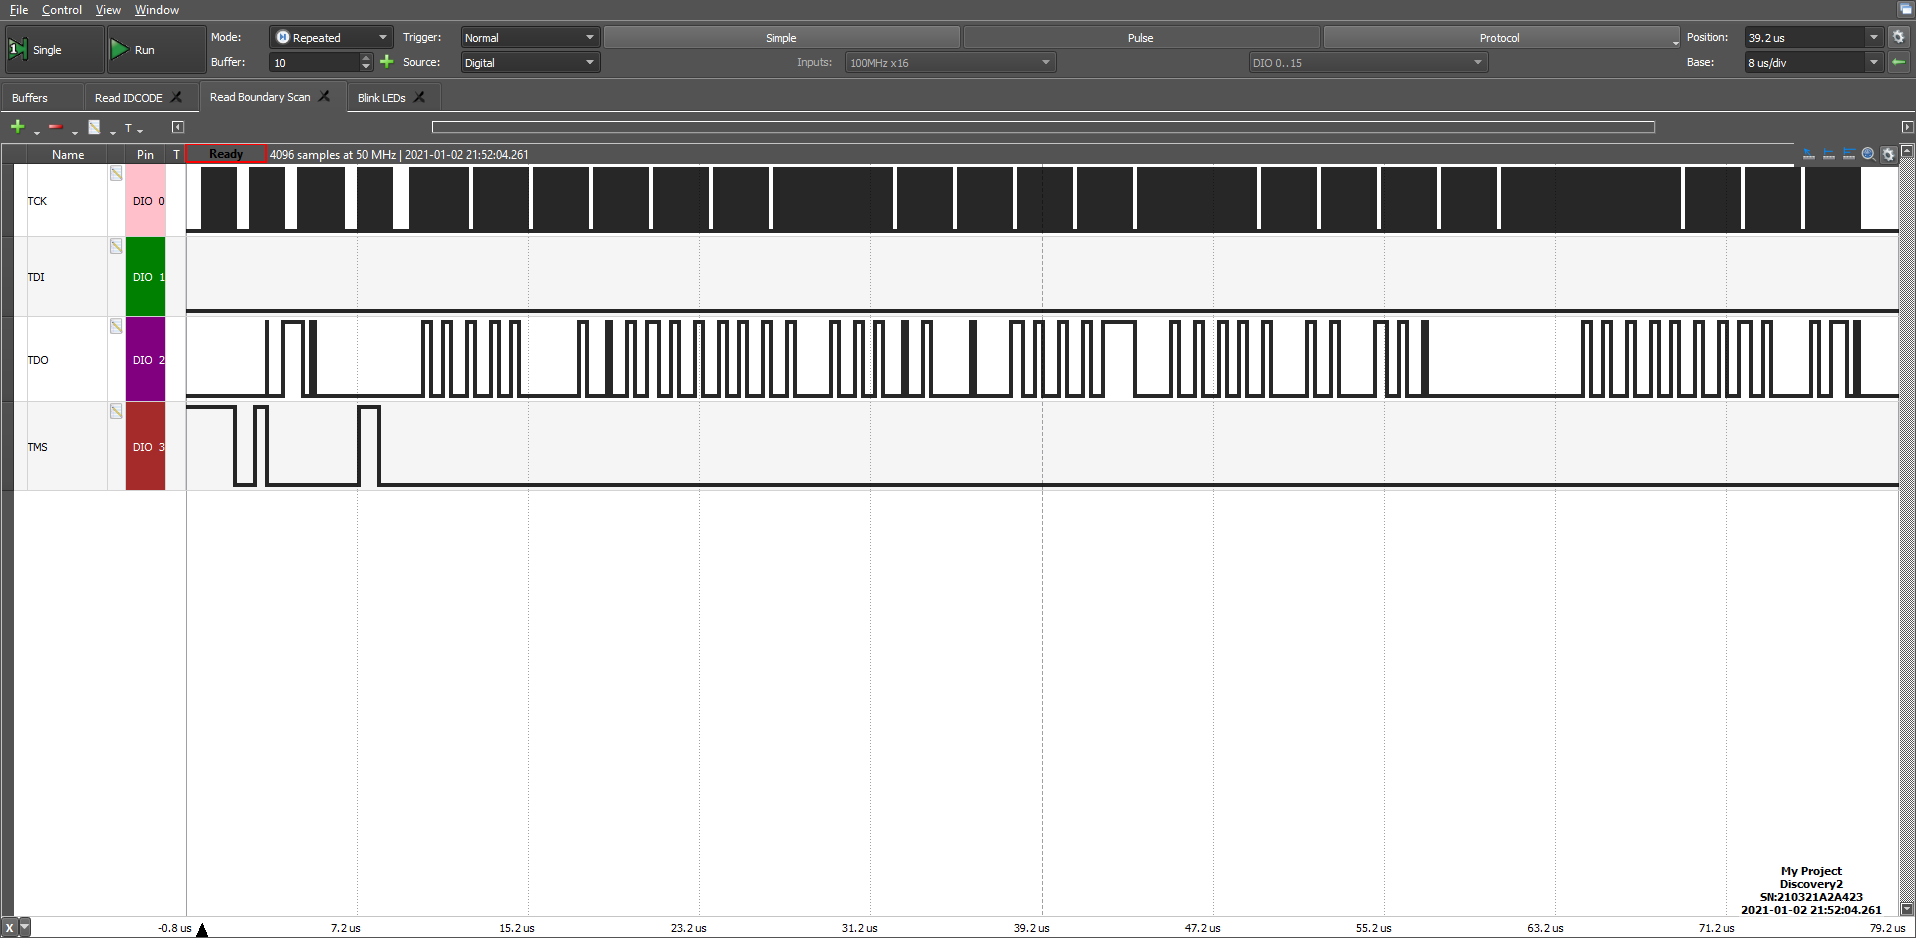 File Control View Window
Single Run Mode: Repeated Trigger: Normal Simple Pulse Protocol Position: 39.2 us
Buffer: 10 Source: Digital Inputs: 100MHz x16 DIO 0..15 Base: 8 us/div
Buffers Read IDCODE Read Boundary Scan Blink LEDs
T
Name Pin T Ready 4096 samples at 50 MHz | 2021-01-02 21:52:04.261
TCK DIO 0
TDI DIO 1
TDO DIO 2
TMS DIO 3
My Project
Discovery2
SN:210321A2A423
2021-01-02 21:52:04.261
X -0.8 us 7.2 us 15.2 us 23.2 us 31.2 us 39.2 us 47.2 us 55.2 us 63.2 us 71.2 us 79.2 us